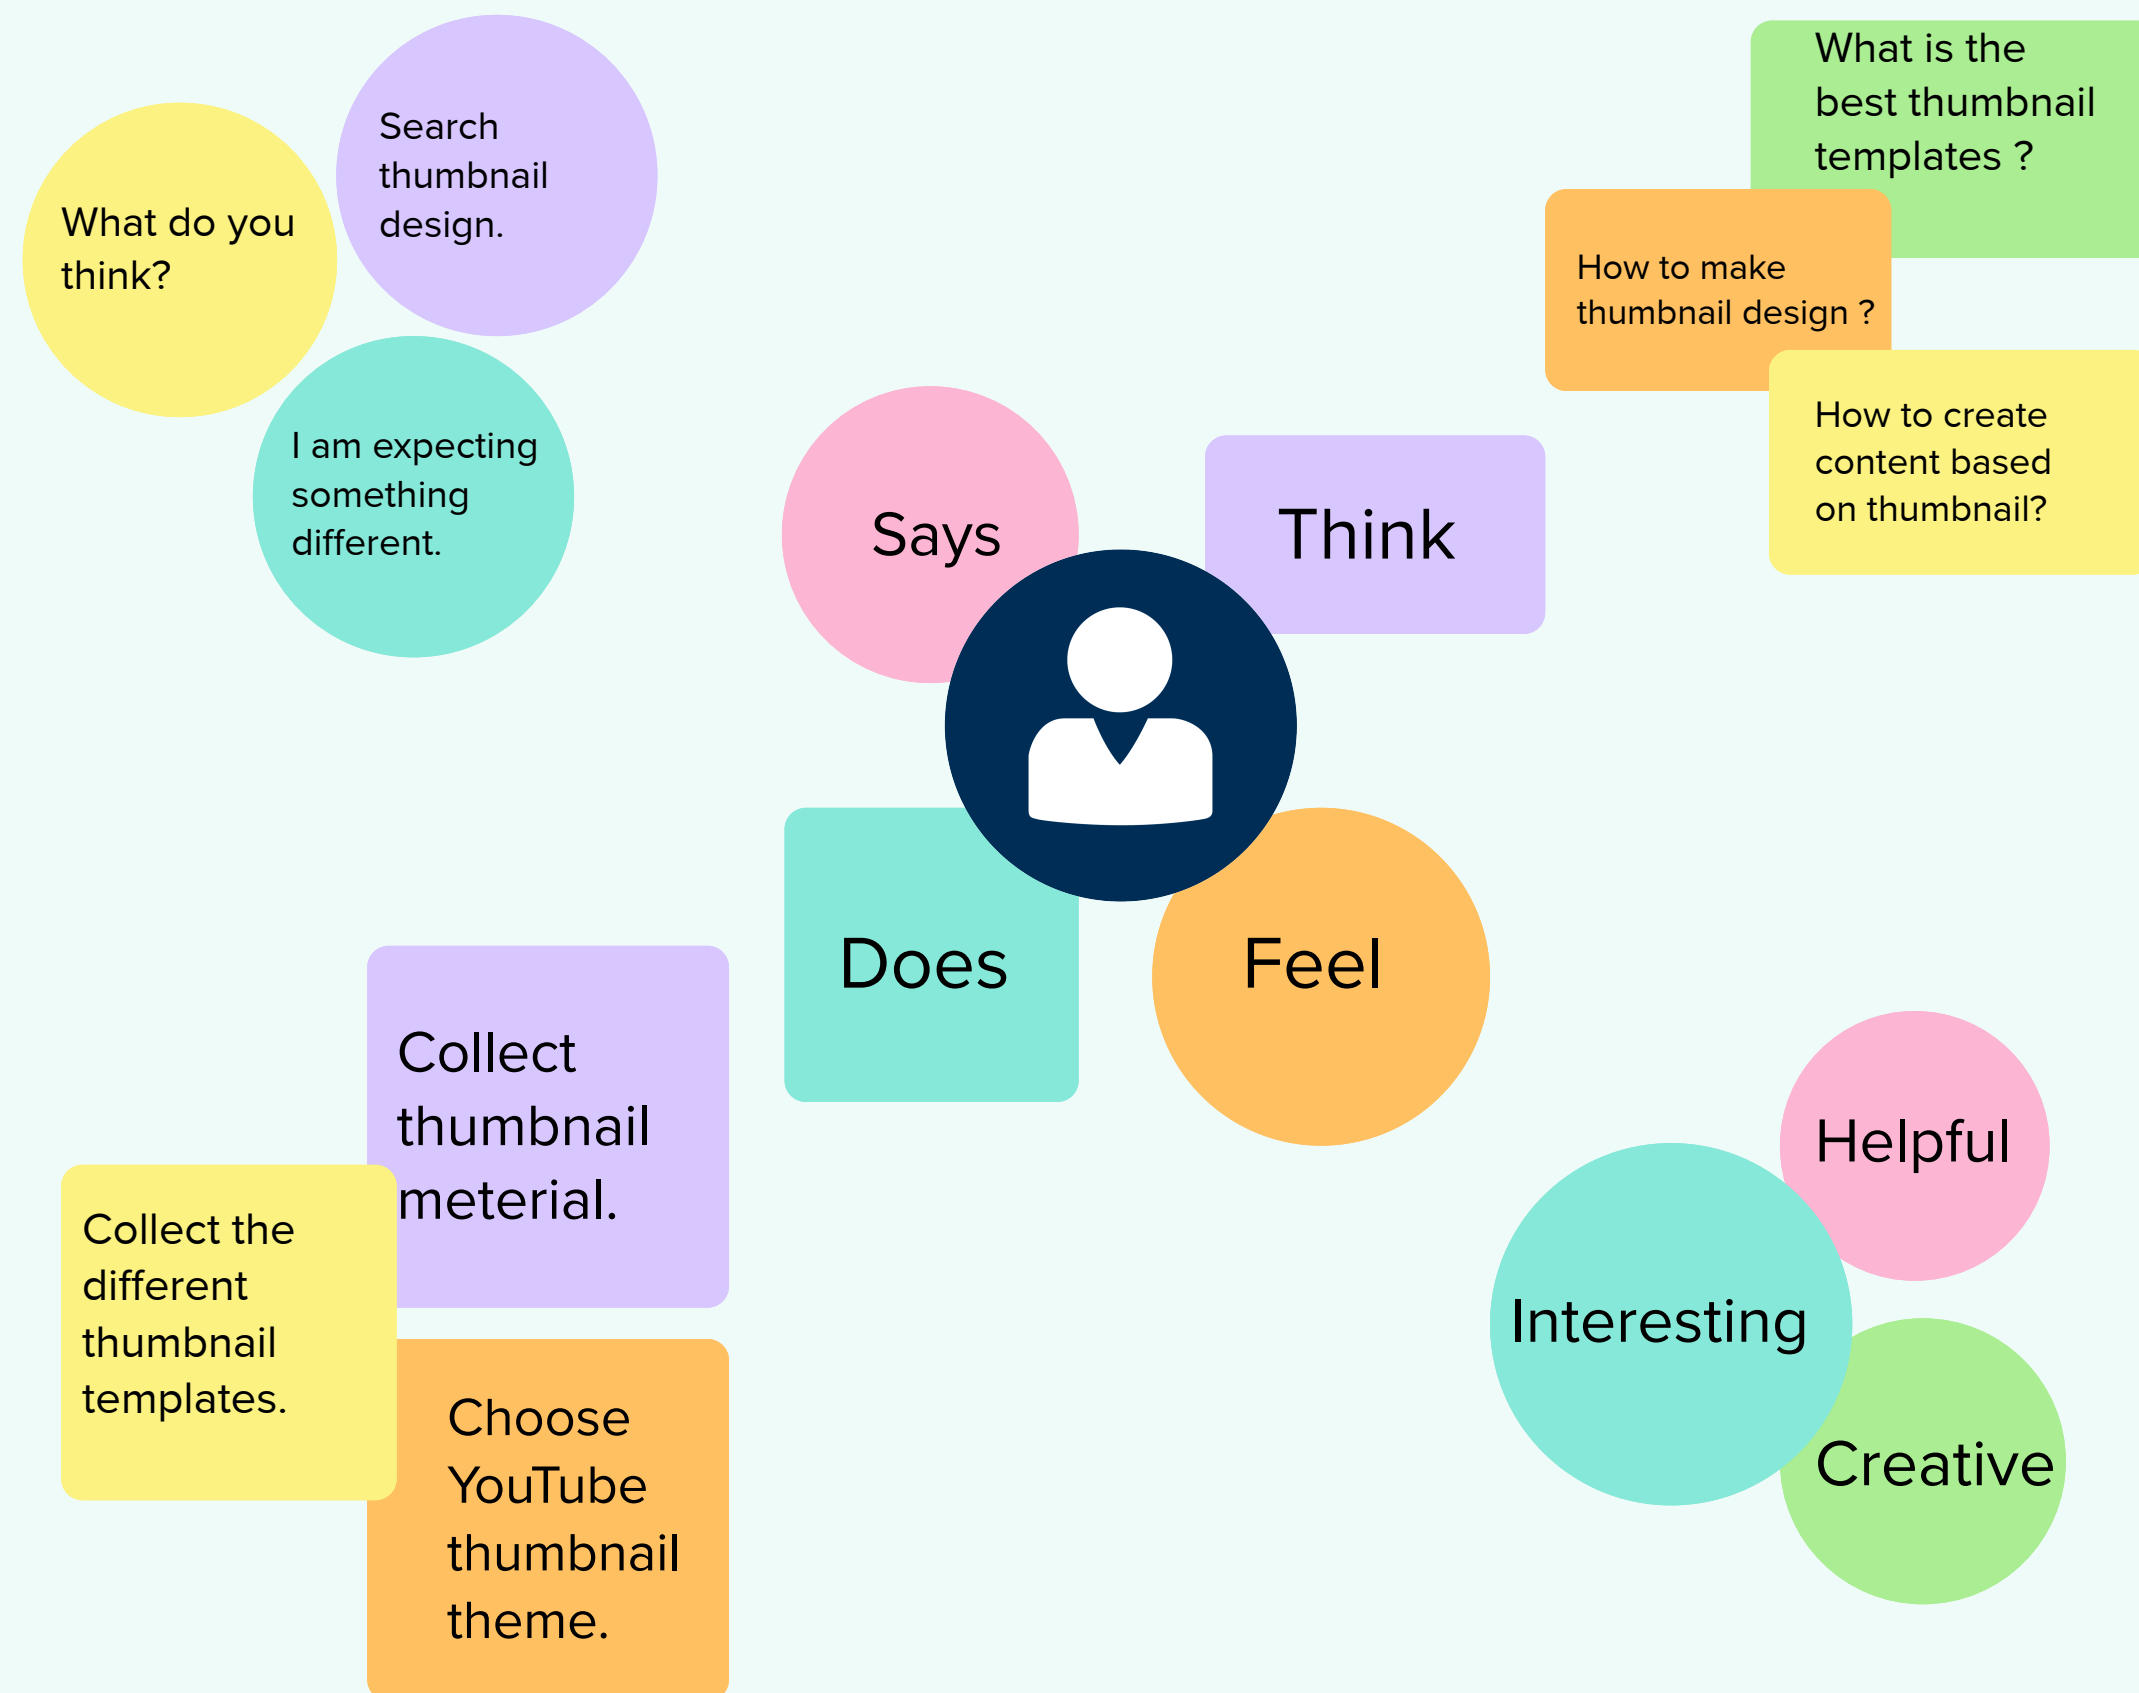 What do you
think?
Search
thumbnail
design.
I am expecting
something
different.
What is the
best thumbnail
templates ?
How to make
thumbnail design ?
How to create
content based
on thumbnail?
Says
Think
Does
Feel
Collect
thumbnail
meterial.
Collect the
different
thumbnail
templates.
Choose
YouTube
thumbnail
theme.
Helpful
Interesting
Creative